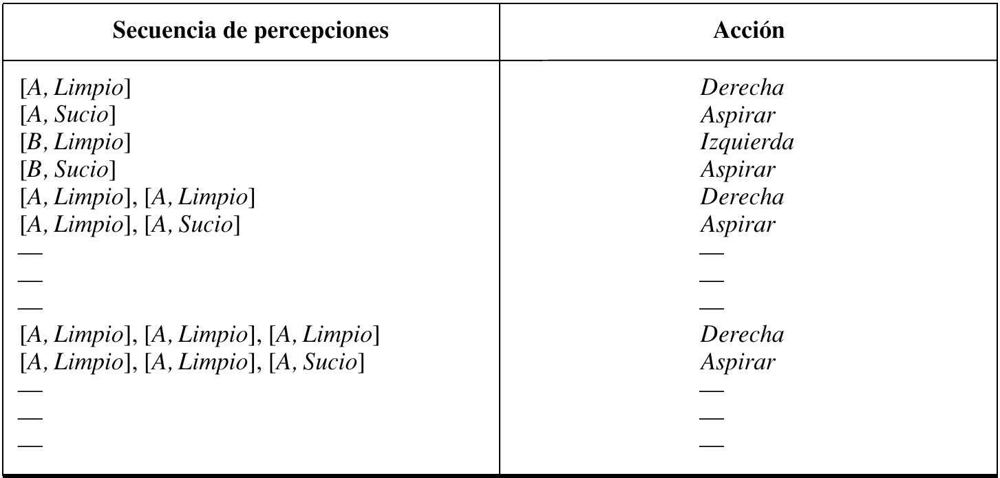 Secuencia de percepciones Acción
[A, Limpio] Derecha
[A, Sucio] Aspirar
[B, Limpio] Izquierda
[B, Sucio] Aspirar
[A, Limpio], [A, Limpio] Derecha
[A, Limpio], [A, Sucio] Aspirar
— —
— —
— —
[A, Limpio], [A, Limpio], [A, Limpio] Derecha
[A, Limpio], [A, Limpio], [A, Sucio] Aspirar
— —
— —
— —